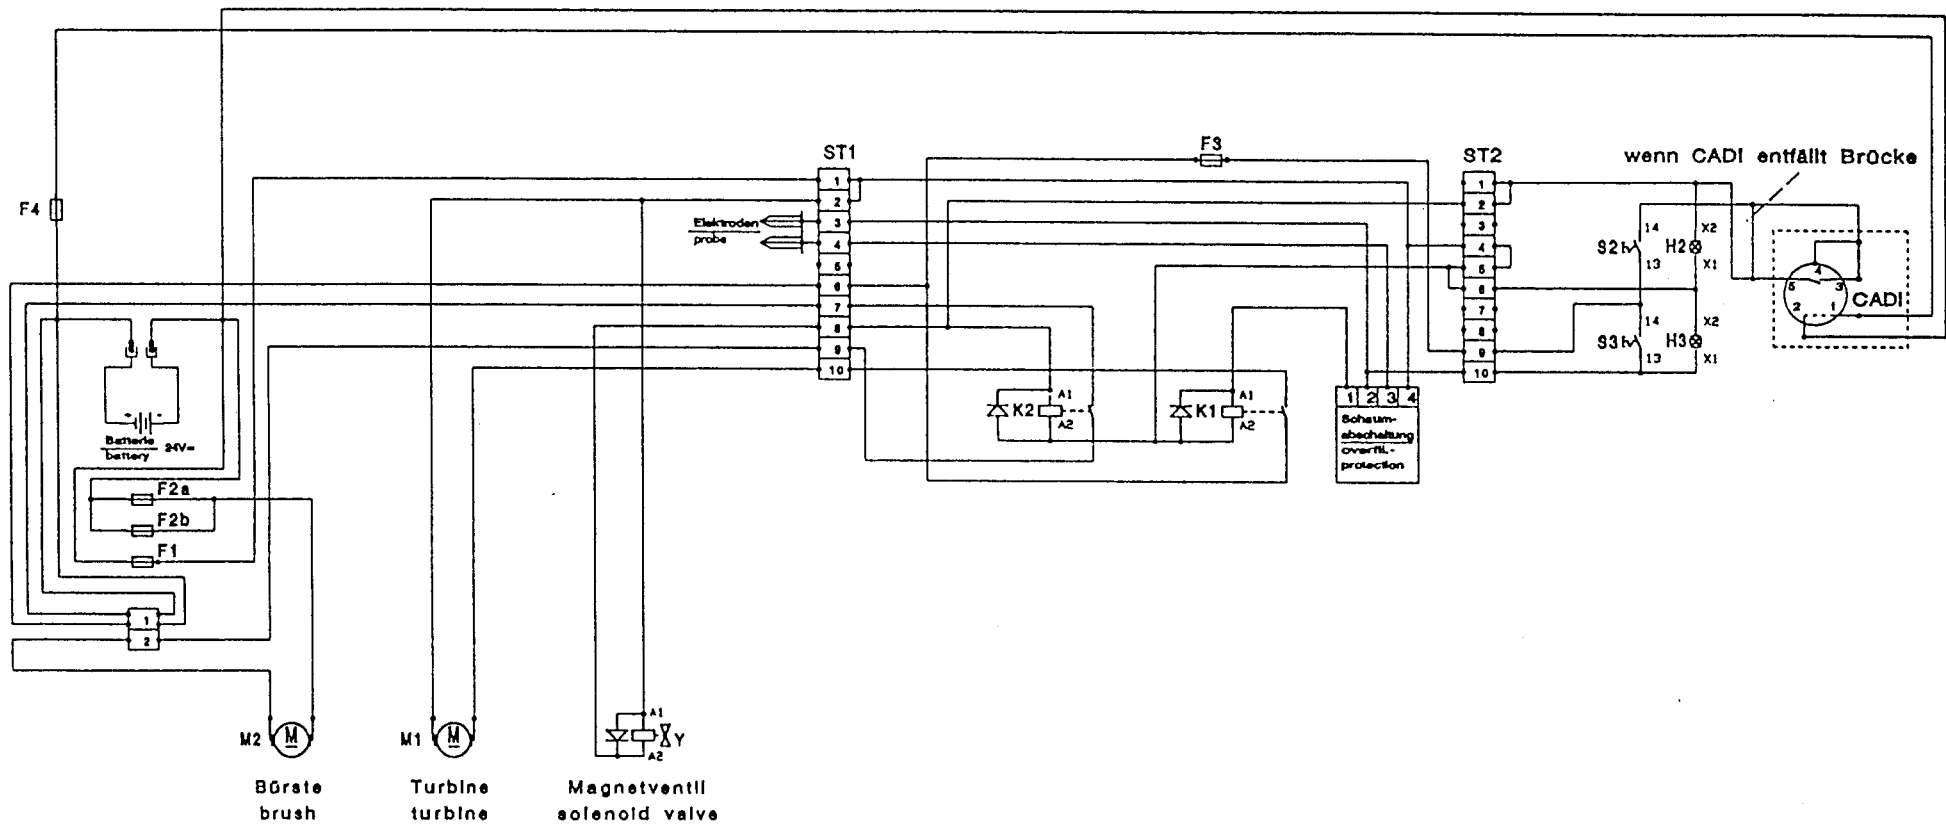 F4
ST1
1
2
3
4
5
6
7
8
9
10
Elektroden
probe
F3
ST2
1
2
3
4
5
6
7
8
9
10
wenn CADI entfällt Brücke
S2
14
13
H2
X2
X1
S3
14
13
H3
X2
X1
4
5
3
2
1
CADI
+ -
Batterie
battery
24V=
F2a
F2b
F1
1
2
K2
A1
A2
K1
A1
A2
1 2 3 4
Schaum-
abschaltung
overfil.-
protection
M2
M
M1
M
A1
Y
A2
Bürste
brush
Turbine
turbine
Magnetventil
solenoid valve